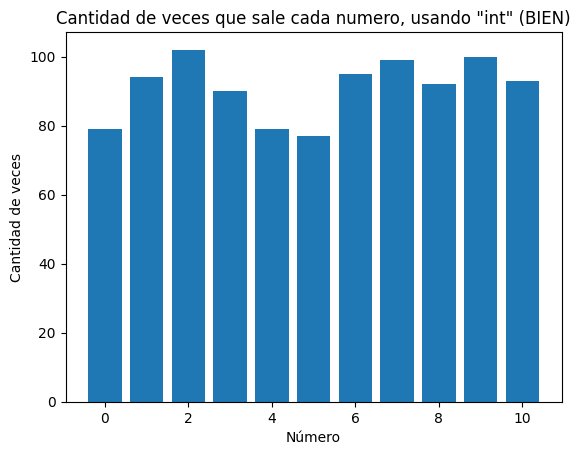 Cantidad de veces que sale cada numero, usando "int" (BIEN)
100
80
60
40
20
0
Cantidad de veces
0 2 4 6 8 10
Número